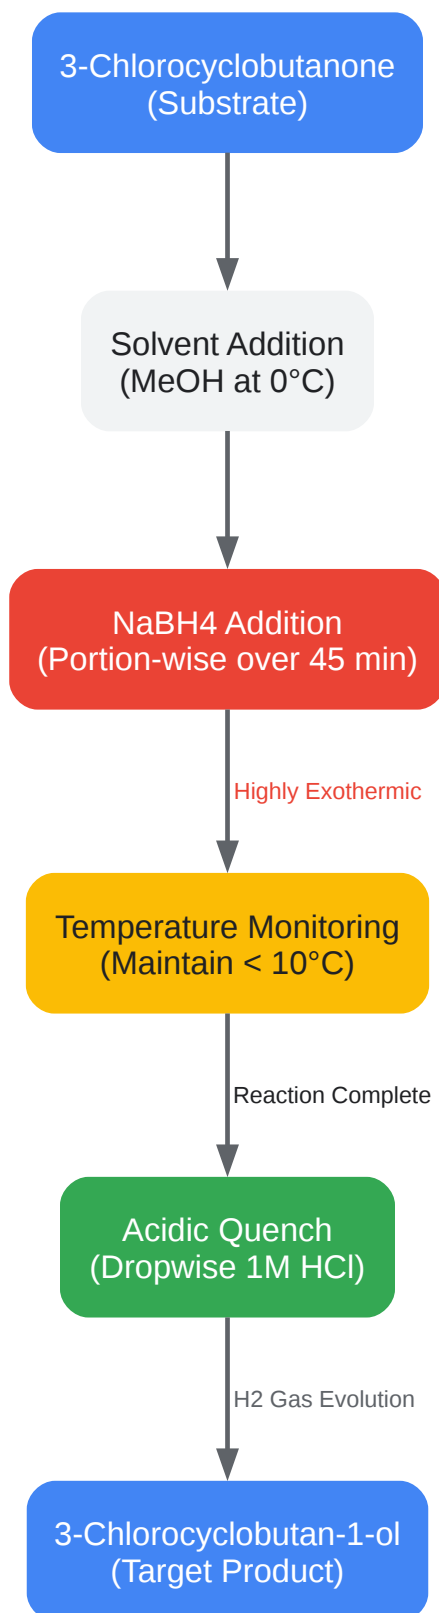 3-Chlorocyclobutanone
(Substrate)
Solvent Addition
(MeOH at 0°C)
NaBH4 Addition
(Portion-wise over 45 min)
Highly Exothermic
Temperature Monitoring
(Maintain < 10°C)
Reaction Complete
Acidic Quench
(Dropwise 1M HCl)
H2 Gas Evolution
3-Chlorocyclobutan-1-ol
(Target Product)